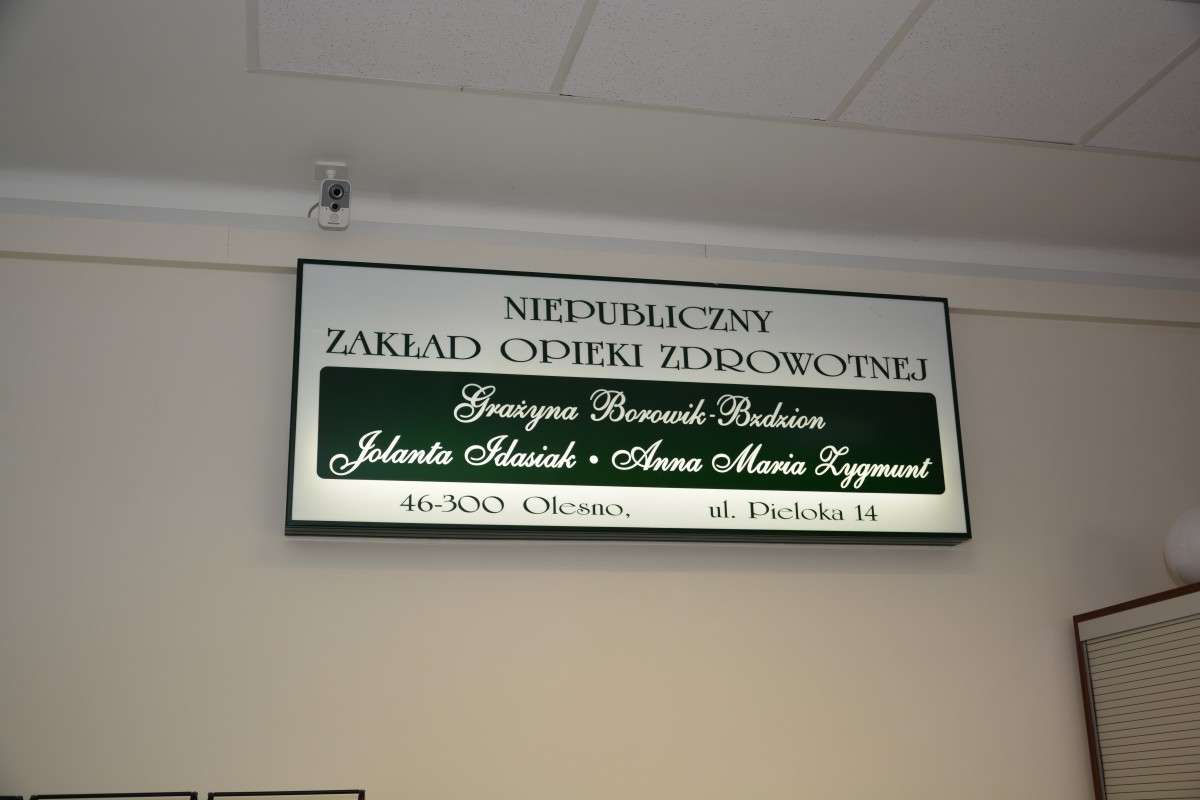 NIEPUBLICZNY
ZAKŁAD OPIEKI ZDROWOTNEJ
Grażyna Borowik-Bzdzion
Jolanta Idasiak • Anna Maria Zygmunt
46-300 Olesno, ul. Pieloka 14